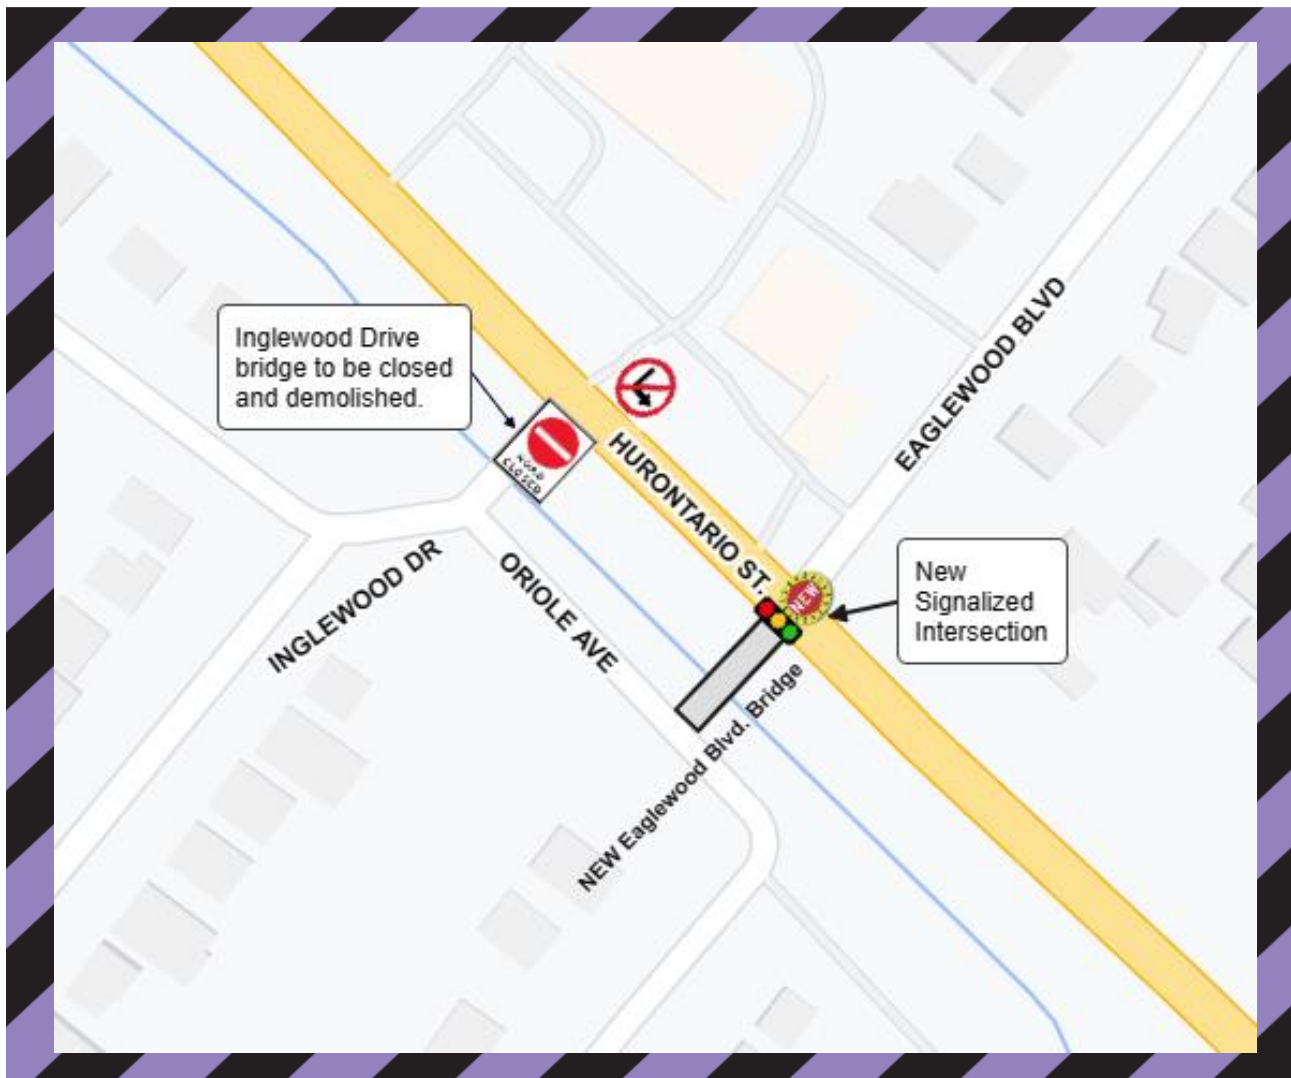 Inglewood Drive
bridge to be closed
and demolished.
CLOSED
HURONTARIO ST.
EAGLEWOOD BLVD
INGLEWOOD DR
ORIOLE AVE
NEW
New
Signalized
Intersection
NEW Eaglewood Blvd. Bridge